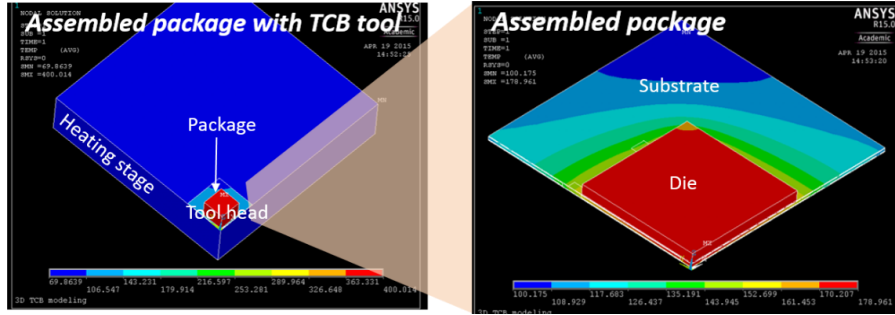 Assembled package with TCB tool
1
NODAL SOLUTION
SUB =1
TIME=1
TEMP (AVG)
RSYS=0
SMN =69.8639
SMX =400.014
ANSYS
R15.0
Academic
APR 19 2015
MN
Package
Heating stage
Tool head
69.8639 143.231 216.597 289.964 363.331
106.547 179.914 253.281 326.648 400.014
3D TCB modeling
Assembled package
1
NODAL SOLUTION
SUB =1
TIME=1
TEMP (AVG)
RSYS=0
SMN =100.175
SMX =178.961
ANSYS
R15.0
Academic
APR 19 2015
14:53:20
Substrate
Die
MX
100.175 117.683 135.191 152.699 170.207
108.929 126.437 143.945 161.453 178.961
3D TCB modeling